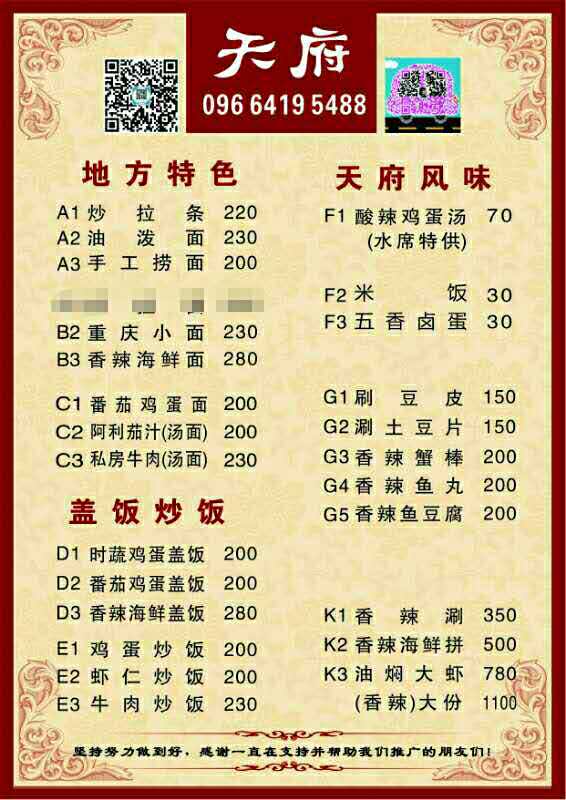 天府
096 6419 5488
地方特色
A1 炒拉条 220
A2 油泼面 230
A3 手工捞面 200
B2 重庆小面 230
B3 香辣海鲜面 280
C1 番茄鸡蛋面 200
C2 阿利茄汁(汤面) 200
C3 私房牛肉(汤面) 230
盖饭炒饭
D1 时蔬鸡蛋盖饭 200
D2 番茄鸡蛋盖饭 200
D3 香辣海鲜盖饭 280
E1 鸡蛋炒饭 200
E2 虾仁炒饭 200
E3 牛肉炒饭 230
天府风味
F1 酸辣鸡蛋汤 70
(水席特供)
F2 米饭 30
F3 五香卤蛋 30
G1 刷豆皮 150
G2 涮土豆片 150
G3 香辣蟹棒 200
G4 香辣鱼丸 200
G5 香辣鱼豆腐 200
K1 香辣涮 350
K2 香辣海鲜拼 500
K3 油焖大虾 780
(香辣)大份 1100
坚持努力做到好，感谢一直在支持并帮助我们推广的朋友们！